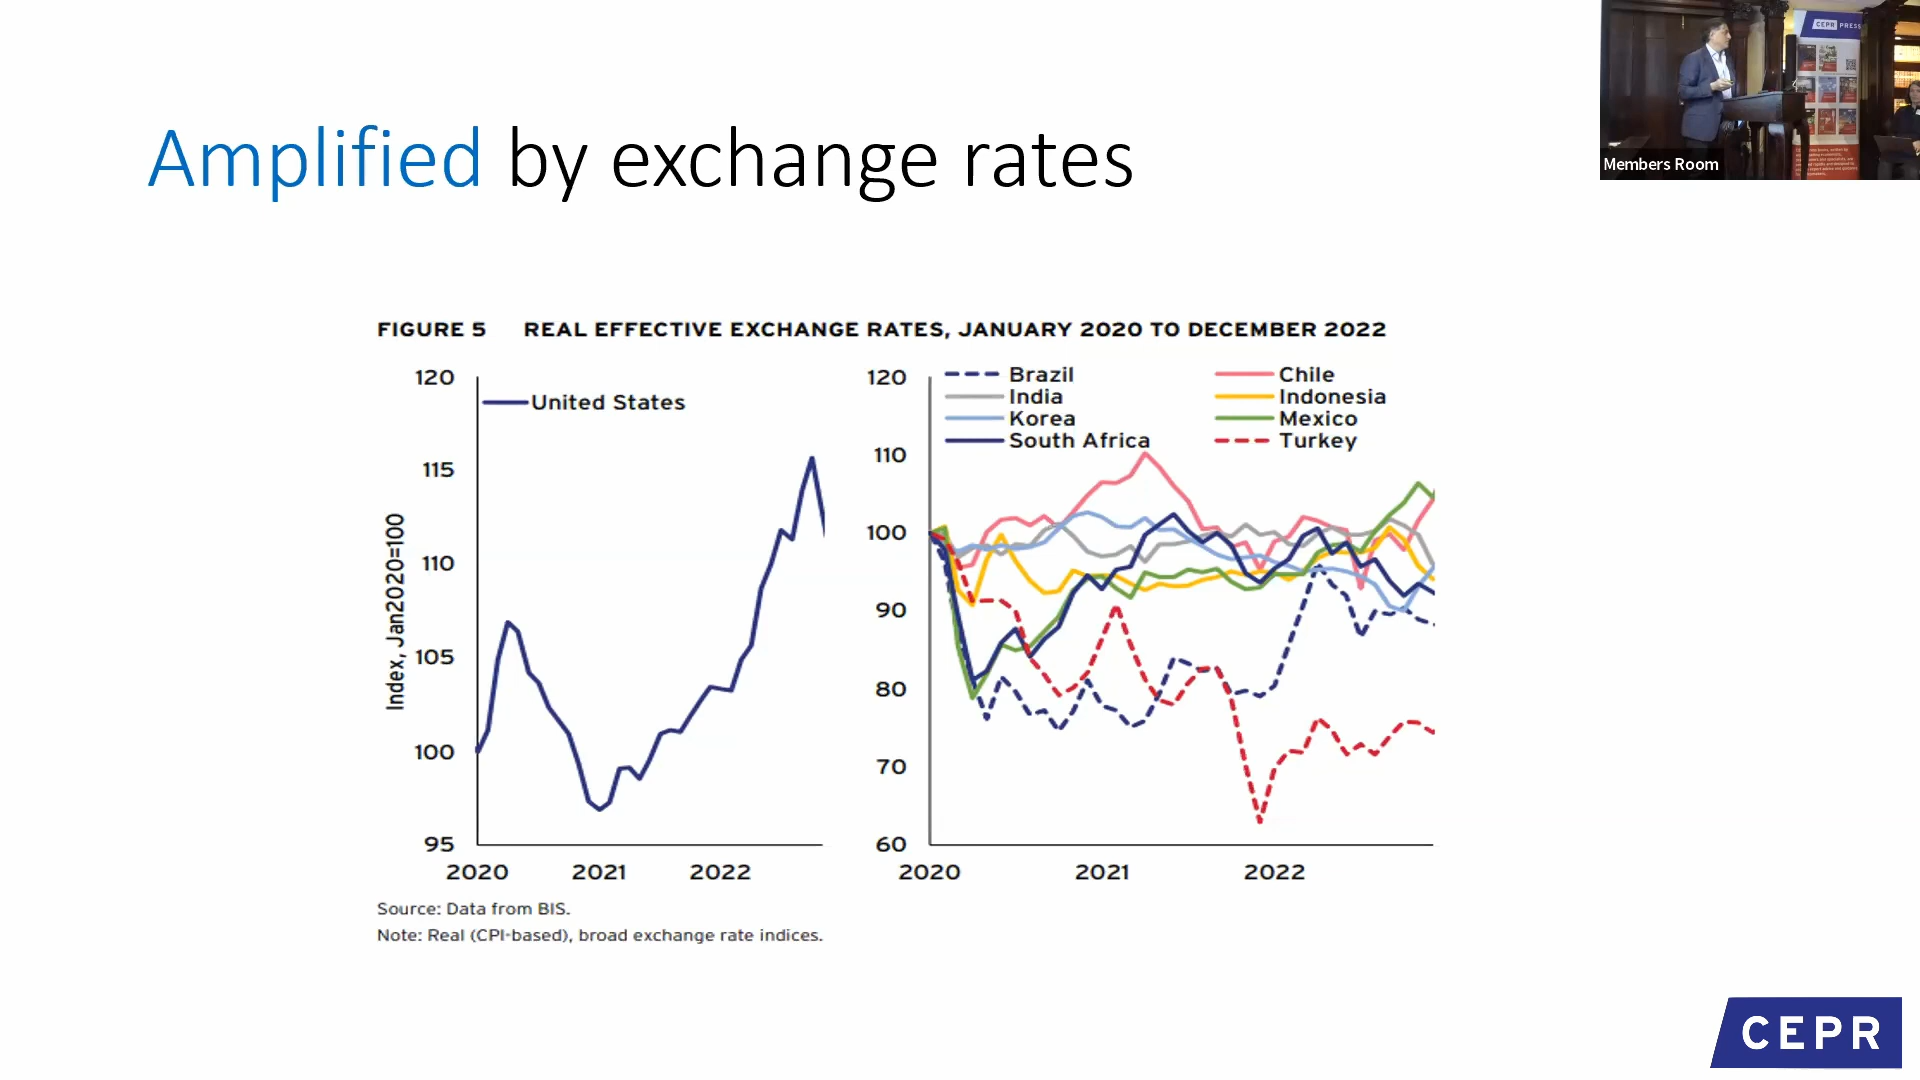 Amplified by exchange rates
CEPR PRESS
Members Room
FIGURE 5 REAL EFFECTIVE EXCHANGE RATES, JANUARY 2020 TO DECEMBER 2022
120
115
110
105
100
95
Index, Jan2020=100
United States
2020 2021 2022
120
110
100
90
80
70
60
Brazil Chile
India Indonesia
Korea Mexico
South Africa Turkey
2020 2021 2022
Source: Data from BIS.
Note: Real (CPI-based), broad exchange rate indices.
CEPR